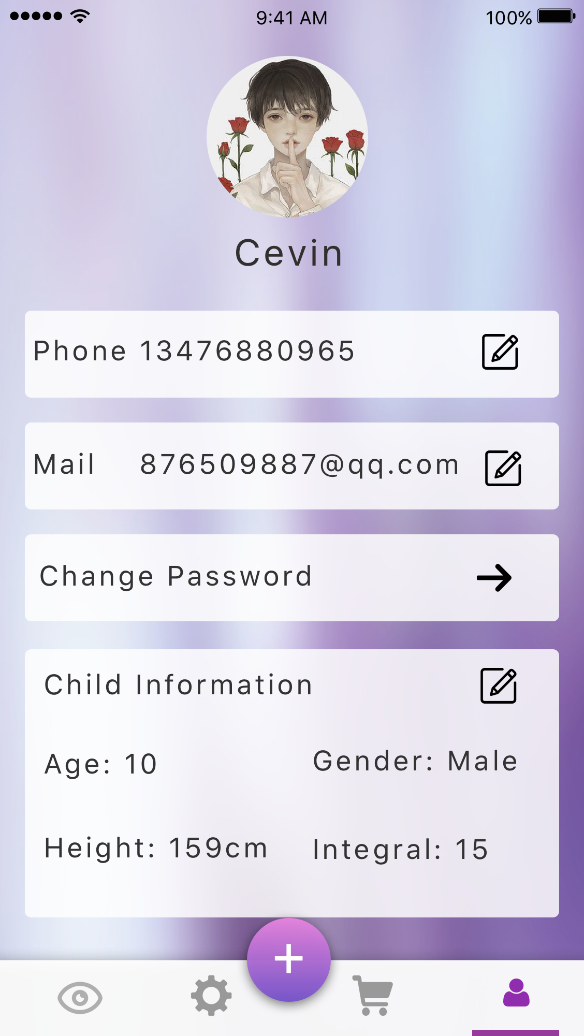 9:41 AM 100%
Cevin
Phone 13476880965
Mail 876509887@qq.com
Change Password
Child Information
Age: 10 Gender: Male
Height: 159cm Integral: 15